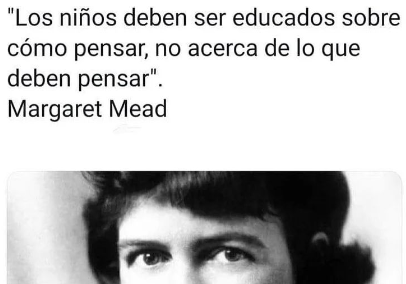 "Los niños deben ser educados sobre
cómo pensar, no acerca de lo que
deben pensar".
Margaret Mead